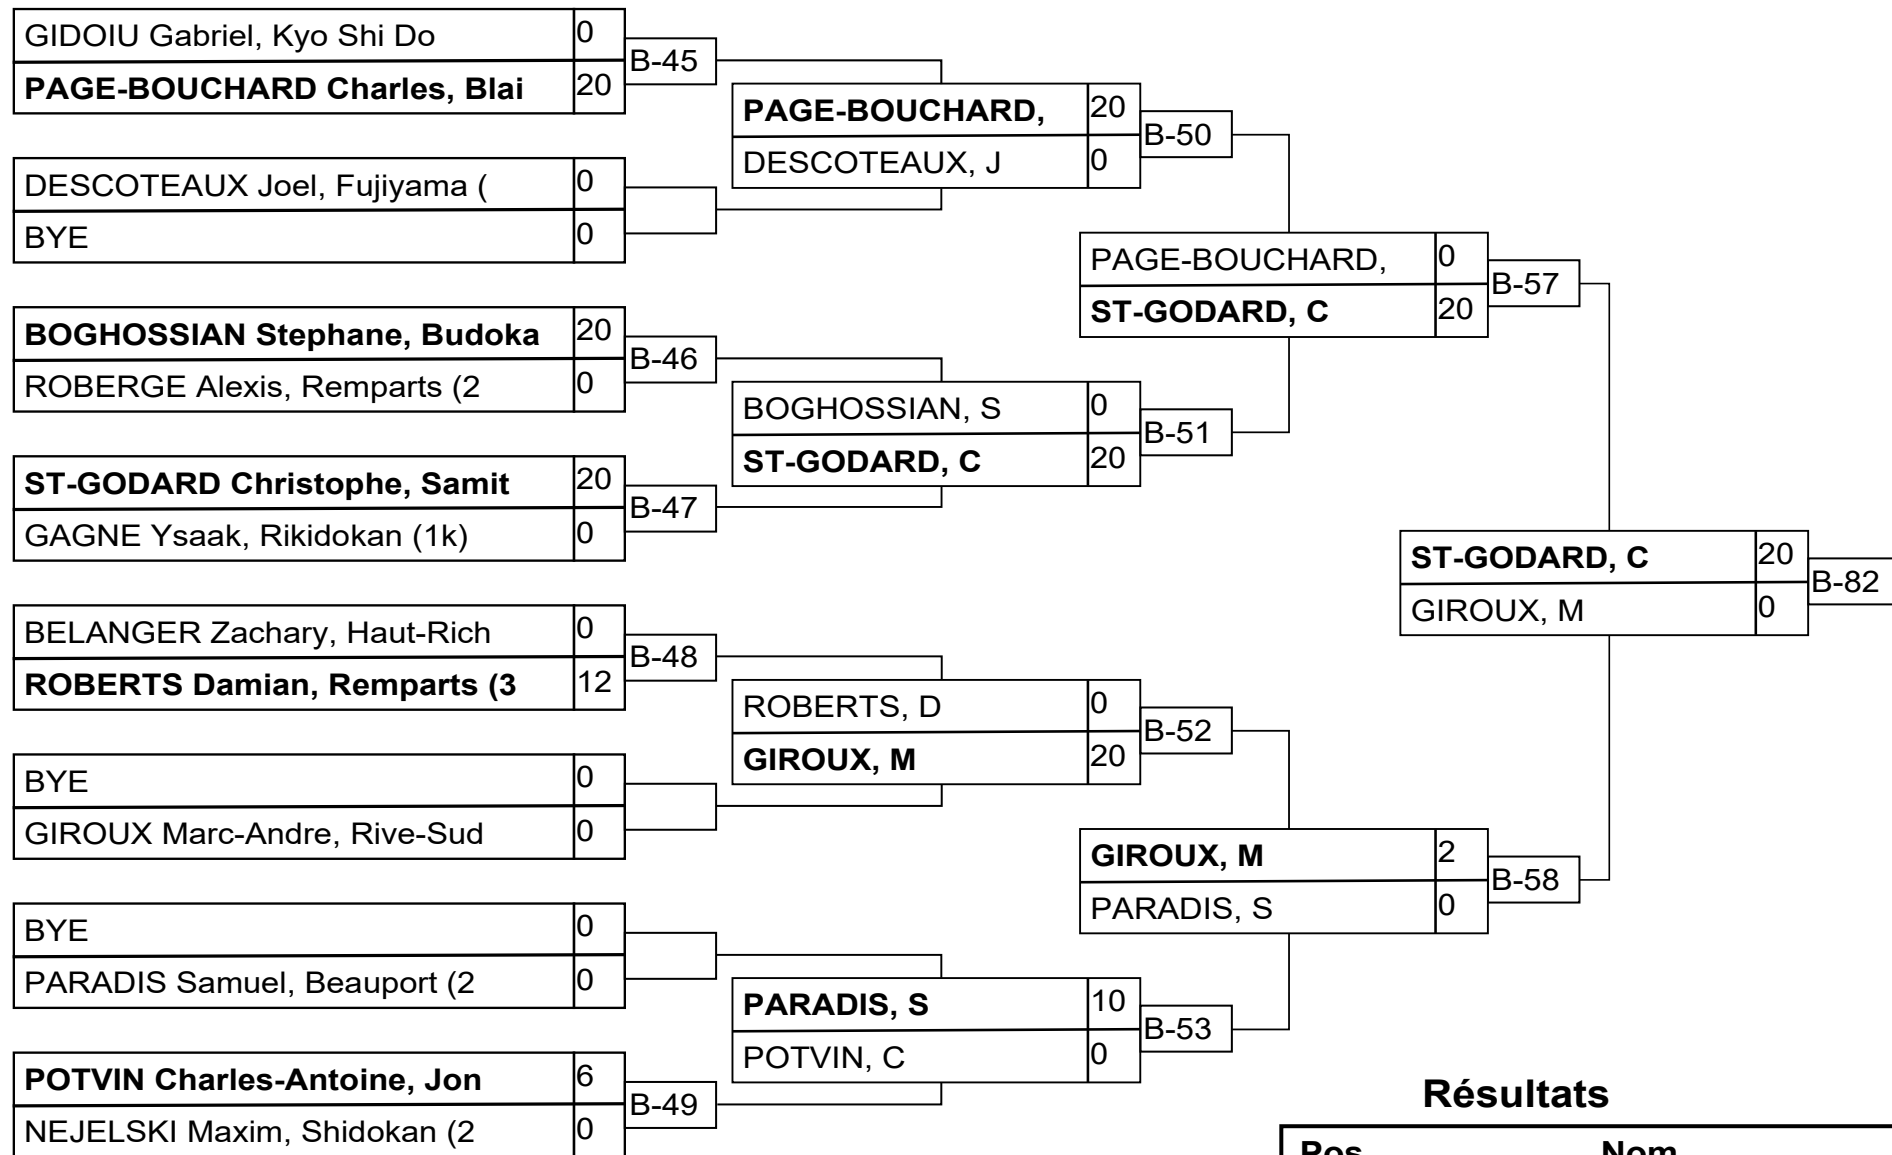 GIDOIU Gabriel, Kyo Shi Do 0
PAGE-BOUCHARD Charles, Blai 20
B-45
DESCOTEAUX Joel, Fujiyama ( 0
BYE 0
BOGHOSSIAN Stephane, Budoka 20
ROBERGE Alexis, Remparts (2 0
B-46
ST-GODARD Christophe, Samit 20
GAGNE Ysaak, Rikidokan (1k) 0
B-47
BELANGER Zachary, Haut-Rich 0
ROBERTS Damian, Remparts (3 12
B-48
BYE 0
GIROUX Marc-Andre, Rive-Sud 0
BYE 0
PARADIS Samuel, Beauport (2 0
POTVIN Charles-Antoine, Jon 6
NEJELSKI Maxim, Shidokan (2 0
B-49
PAGE-BOUCHARD, 20
DESCOTEAUX, J 0
B-50
BOGHOSSIAN, S 0
ST-GODARD, C 20
B-51
ROBERTS, D 0
GIROUX, M 20
B-52
PARADIS, S 10
POTVIN, C 0
B-53
PAGE-BOUCHARD, 0
ST-GODARD, C 20
B-57
GIROUX, M 2
PARADIS, S 0
B-58
ST-GODARD, C 20
GIROUX, M 0
B-82
Résultats
Pos Nom